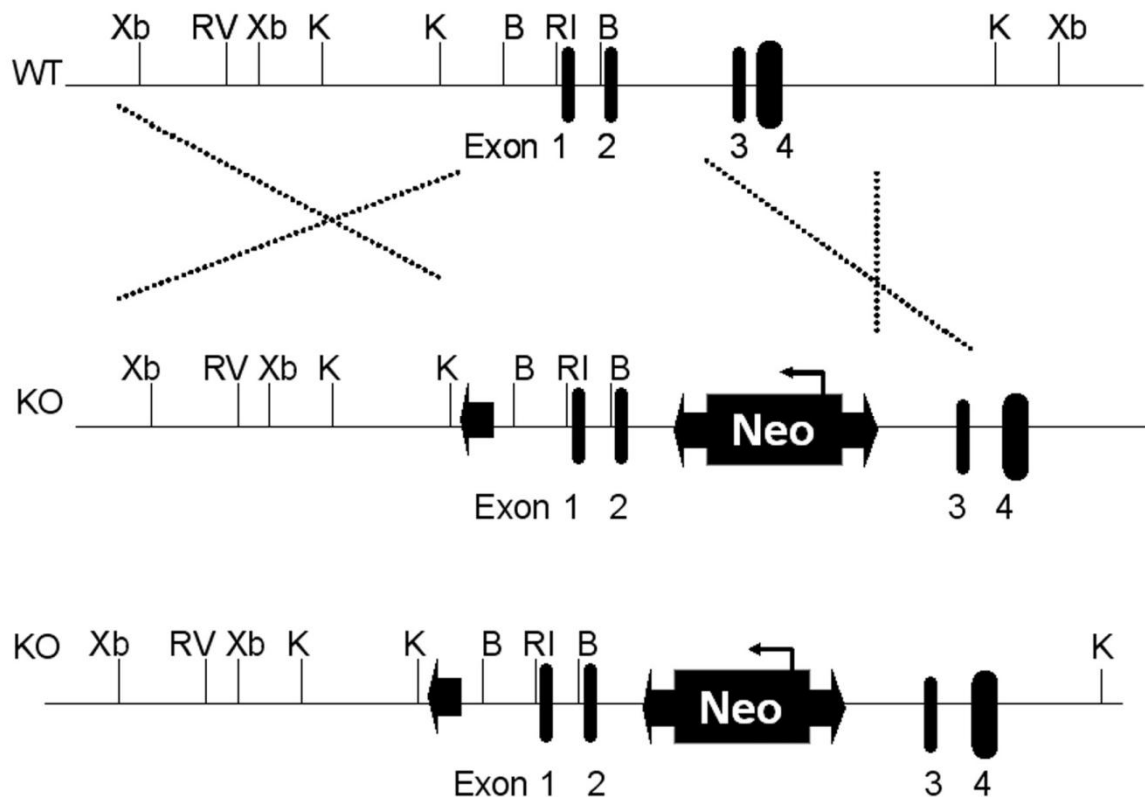 Xb RV Xb K K B RI B K Xb
WT
Exon 1 2 3 4
Xb RV Xb K K B RI B
KO
Neo
Exon 1 2 3 4
Xb RV Xb K K B RI B K
KO
Neo
Exon 1 2 3 4